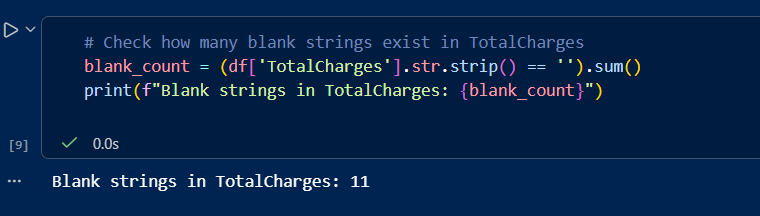 # Check how many blank strings exist in TotalCharges
blank_count = (df['TotalCharges'].str.strip() == '').sum()
print(f"Blank strings in TotalCharges: {blank_count}")
[9]
0.0s
Blank strings in TotalCharges: 11